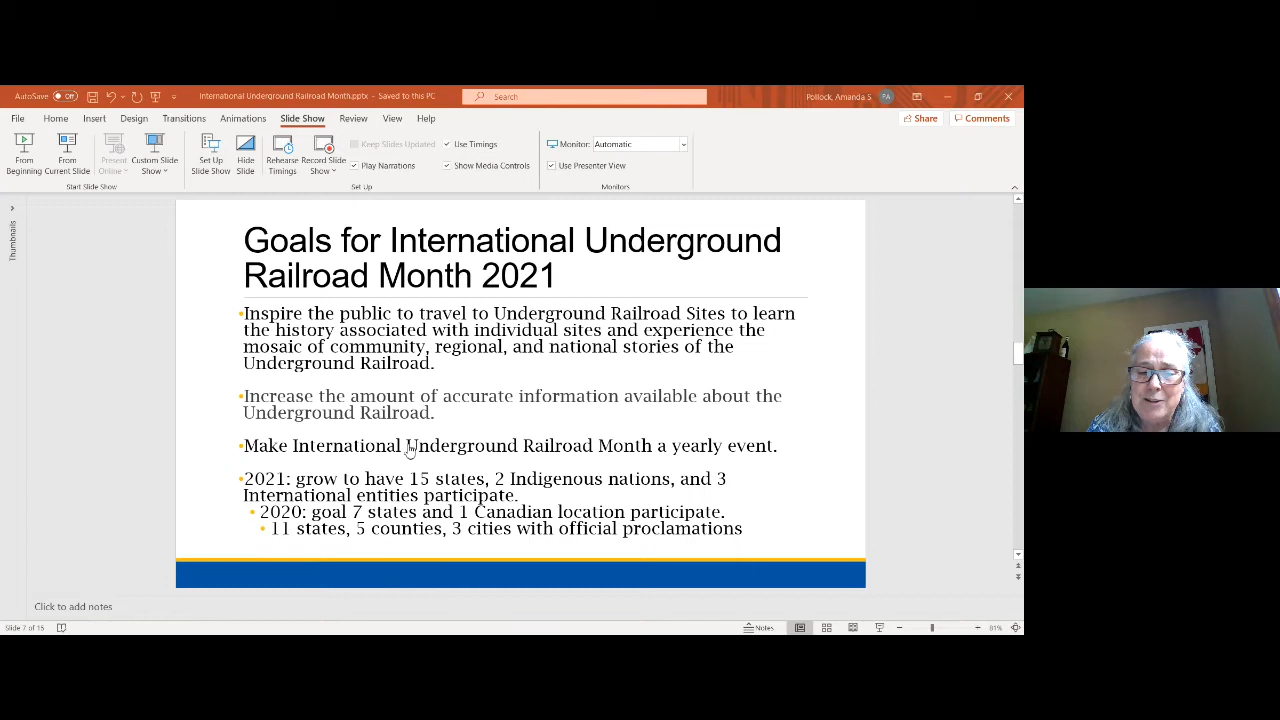 AutoSave Off
International Underground Railroad Month.pptx - Saved to this PC
Search
Pollock, Amanda S.
PA
File Home Insert Design Transitions Animations Slide Show Review View Help
Share Comments
From Beginning
From Current Slide
Present Online
Custom Slide Show
Set Up Slide Show
Hide Slide
Rehearse Timings
Record Slide Show
Keep Slides Updated
Play Narrations
Use Timings
Show Media Controls
Monitor: Automatic
Use Presenter View
Start Slide Show
Set Up
Monitors
Thumbnails
Goals for International Underground
Railroad Month 2021
•Inspire the public to travel to Underground Railroad Sites to learn
the history associated with individual sites and experience the
mosaic of community, regional, and national stories of the
Underground Railroad.
•Increase the amount of accurate information available about the
Underground Railroad.
•Make International Underground Railroad Month a yearly event.
•2021: grow to have 15 states, 2 Indigenous nations, and 3
International entities participate.
• 2020: goal 7 states and 1 Canadian location participate.
• 11 states, 5 counties, 3 cities with official proclamations
Click to add notes
Slide 7 of 15
Notes
81%